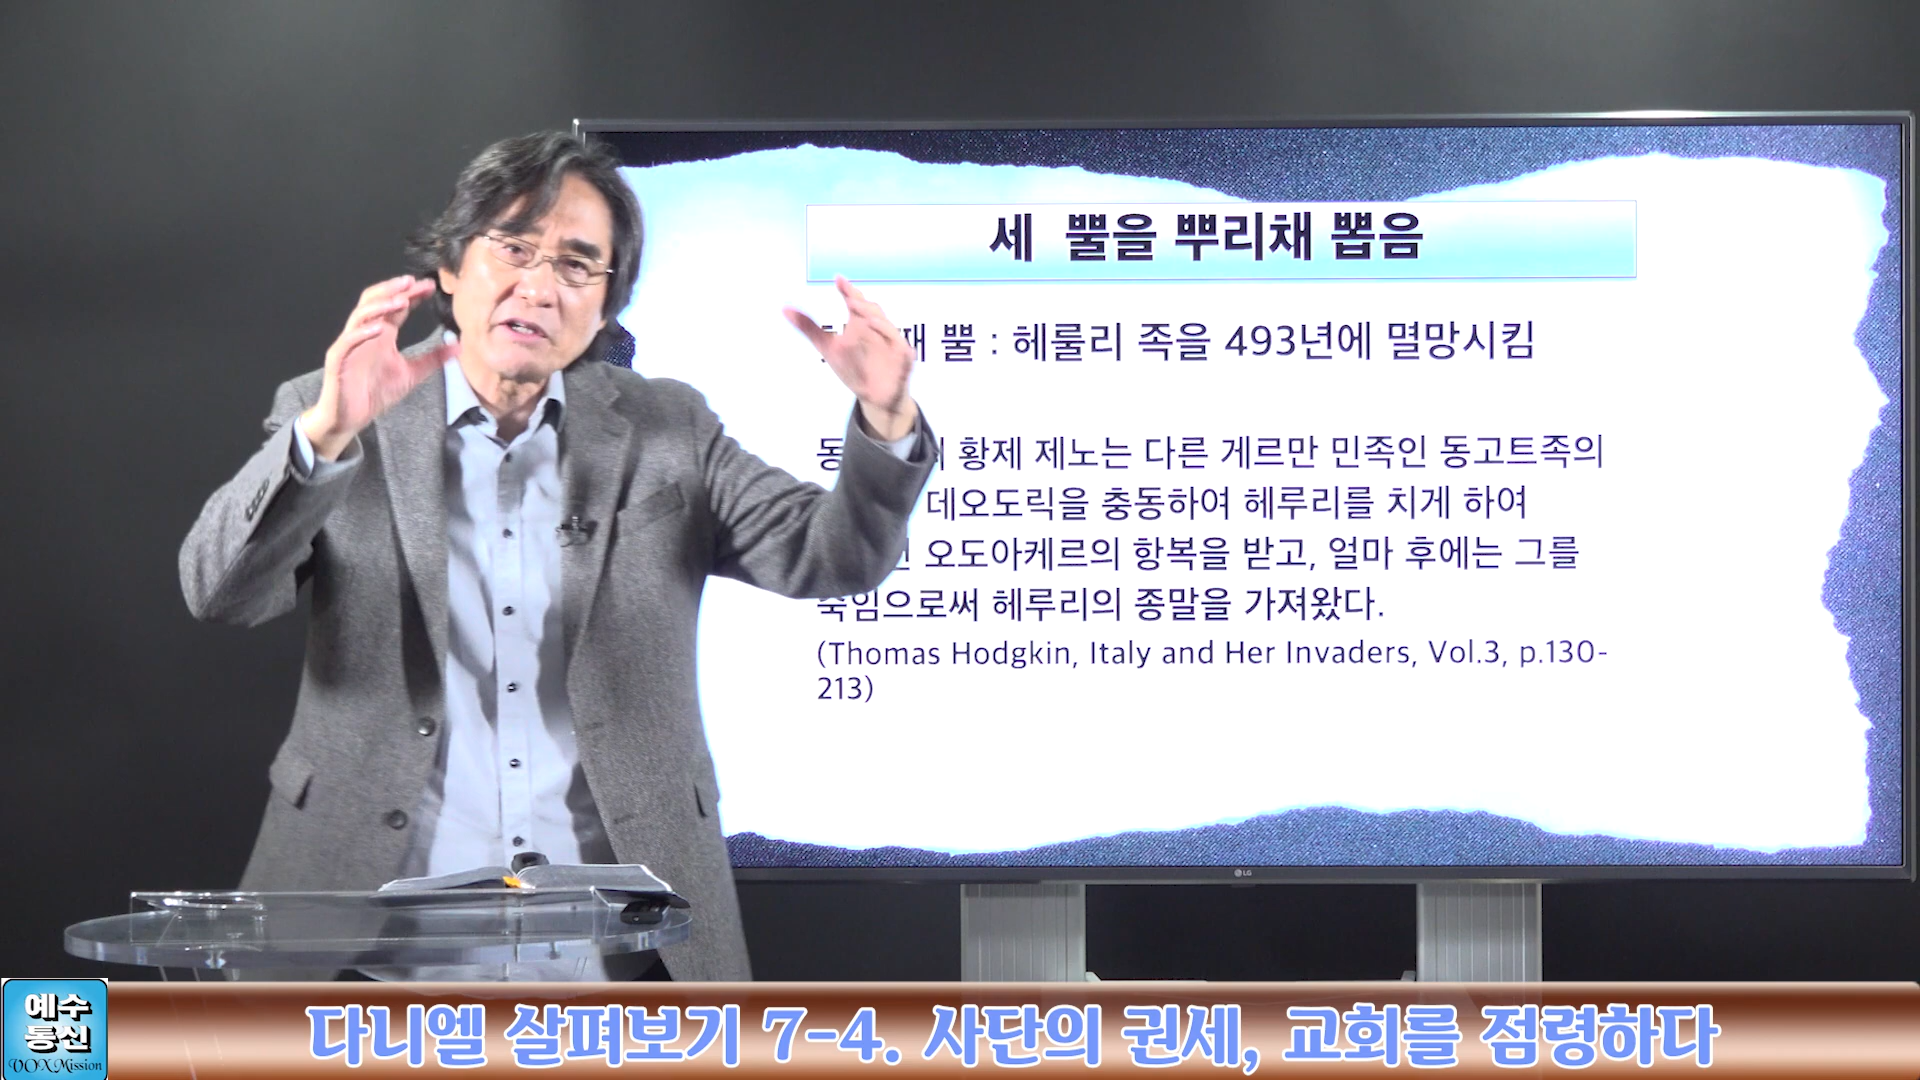 세 뿔을 뿌리채 뽑음
째 뿔 : 헤룰리 족을 493년에 멸망시킴
황제 제노는 다른 게르만 민족인 동고트족의
데오도릭을 충동하여 헤루리를 치게 하여
오도아케르의 항복을 받고, 얼마 후에는 그를
죽임으로써 헤루리의 종말을 가져왔다.
(Thomas Hodgkin, Italy and Her Invaders, Vol.3, p.130-
213)
LG
예수
통신
VOX Mission
다니엘 살펴보기 7-4. 사단의 권세, 교회를 점령하다